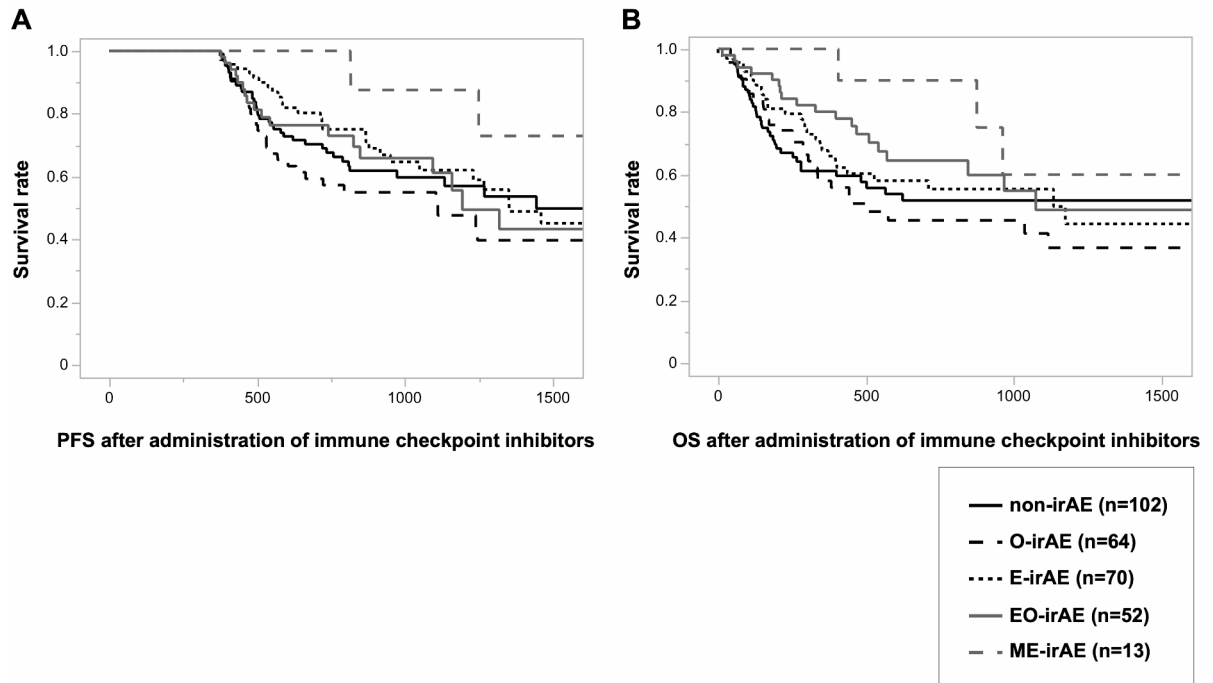 A
1.0
0.8
0.6
0.4
0.2
0
Survival rate
0 500 1000 1500
PFS after administration of immune checkpoint inhibitors
B
1.0
0.8
0.6
0.4
0.2
0
Survival rate
0 500 1000 1500
OS after administration of immune checkpoint inhibitors
non-irAE (n=102)
O-irAE (n=64)
E-irAE (n=70)
EO-irAE (n=52)
ME-irAE (n=13)